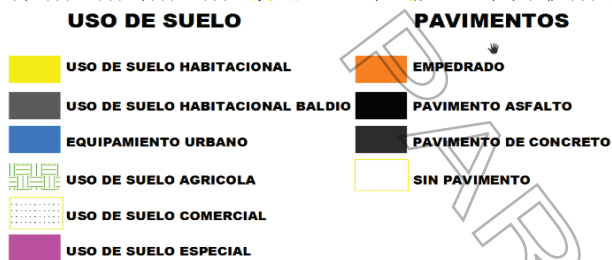 USO DE SUELO
USO DE SUELO HABITACIONAL
USO DE SUELO HABITACIONAL BALDIO
EQUIPAMIENTO URBANO
USO DE SUELO AGRICOLA
USO DE SUELO COMERCIAL
USO DE SUELO ESPECIAL
PAVIMENTOS
EMPEDRADO
PAVIMENTO ASFALTO
PAVIMENTO DE CONCRETO
SIN PAVIMENTO
PAR